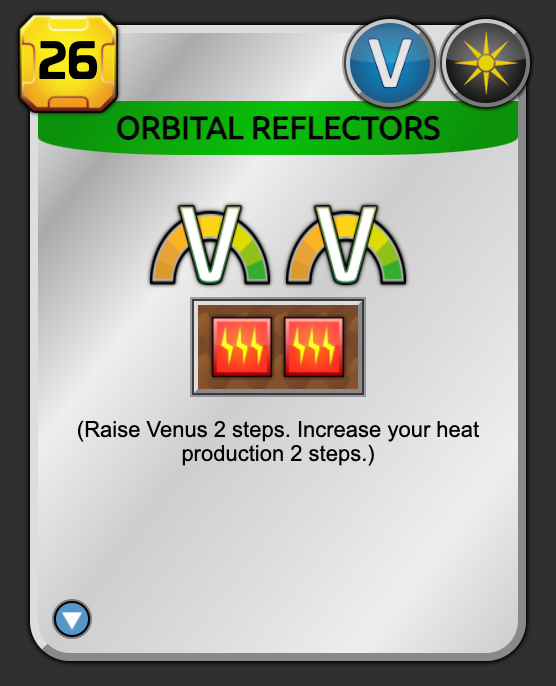 26
V
ORBITAL REFLECTORS
V V
(Raise Venus 2 steps. Increase your heat
production 2 steps.)